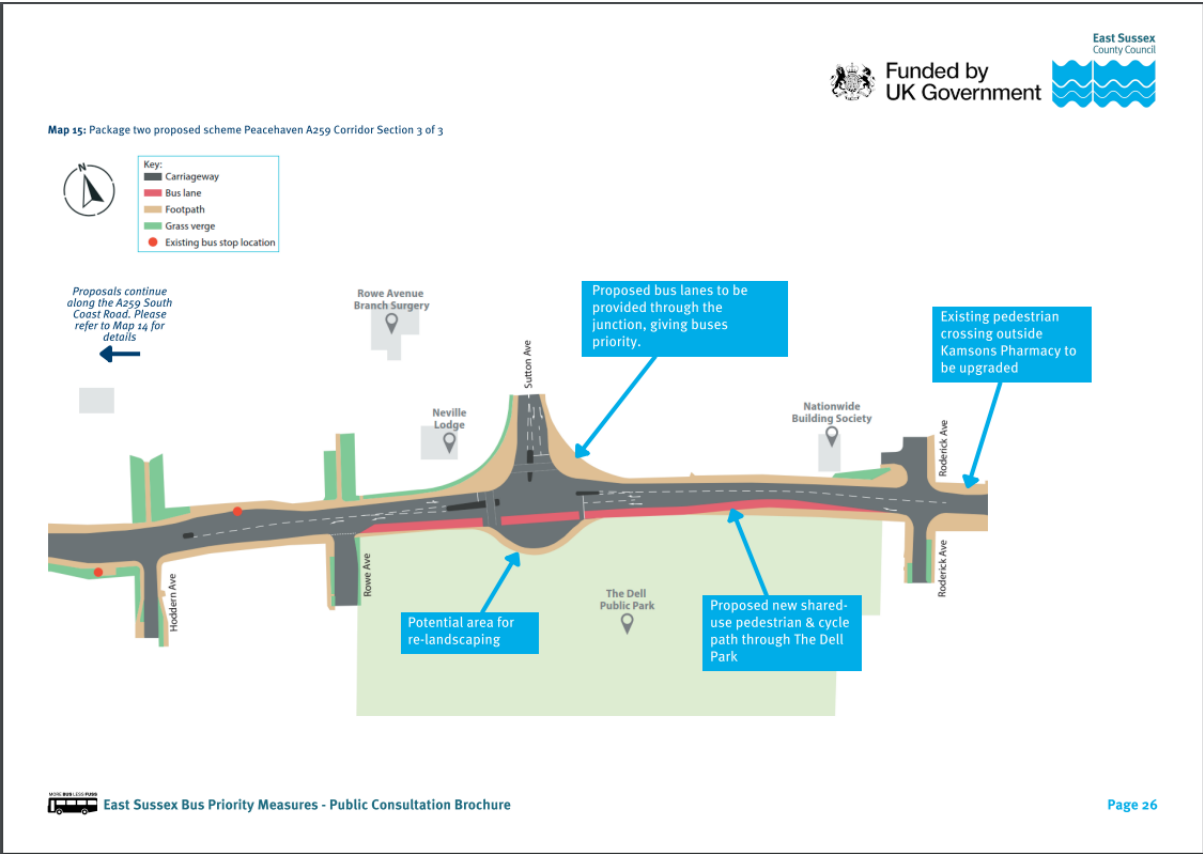 East Sussex
County Council
Funded by
UK Government
Map 15: Package two proposed scheme Peacehaven A259 Corridor Section 3 of 3
N
Key:
Carriageway
Bus lane
Footpath
Grass verge
Existing bus stop location
Proposals continue
along the A259 South
Coast Road. Please
refer to Map 14 for
details
Rowe Avenue
Branch Surgery
Sutton Ave
Proposed bus lanes to be
provided through the
junction, giving buses
priority.
Existing pedestrian
crossing outside
Kamsons Pharmacy to
be upgraded
Neville
Lodge
Nationwide
Building Society
Roderick Ave
Hoddern Ave
Rowe Ave
Roderick Ave
Potential area for
re-landscaping
The Dell
Public Park
Proposed new shared-
use pedestrian & cycle
path through The Dell
Park
MORE BUS LESS FUSS
East Sussex Bus Priority Measures - Public Consultation Brochure
Page 26